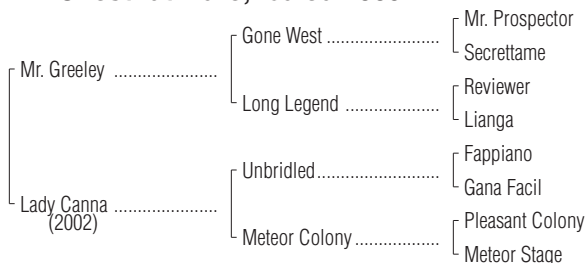 Mr. Prospector
Gone West ........................
Secrettame
Mr. Greeley ......................
Reviewer
Long Legend ....................
Lianga
Fappiano
Unbridled..........................
Gana Facil
Lady Canna ......................
(2002)
Pleasant Colony
Meteor Colony..................
Meteor Stage